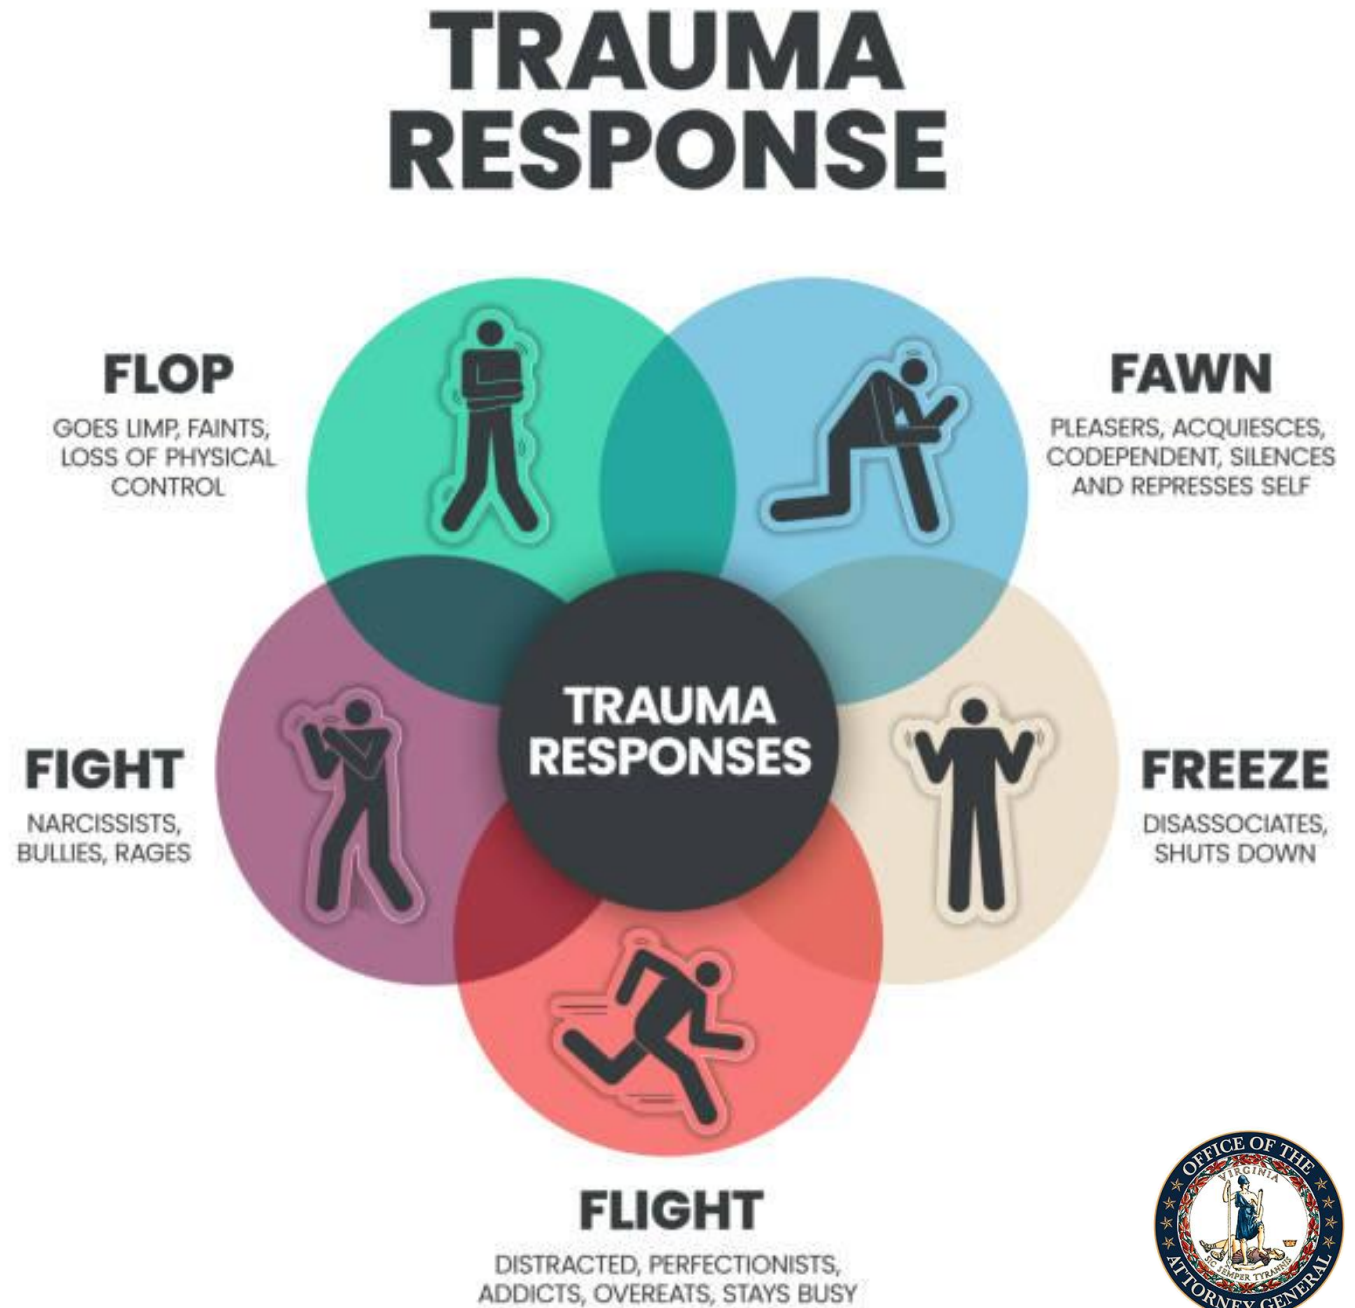 TRAUMA
RESPONSE
FLOP
GOES LIMP, FAINTS,
LOSS OF PHYSICAL
CONTROL
FAWN
PLEASERS, ACQUIESCES,
CODEPENDENT, SILENCES
AND REPRESSES SELF
TRAUMA
RESPONSES
FIGHT
NARCISSISTS,
BULLIES, RAGES
FREEZE
DISASSOCIATES,
SHUTS DOWN
FLIGHT
DISTRACTED, PERFECTIONISTS,
ADDICTS, OVEREATS, STAYS BUSY
OFFICE OF THE
VIRGINIA
SIC SEMPER TYRANNIS
ATTORNEY GENERAL